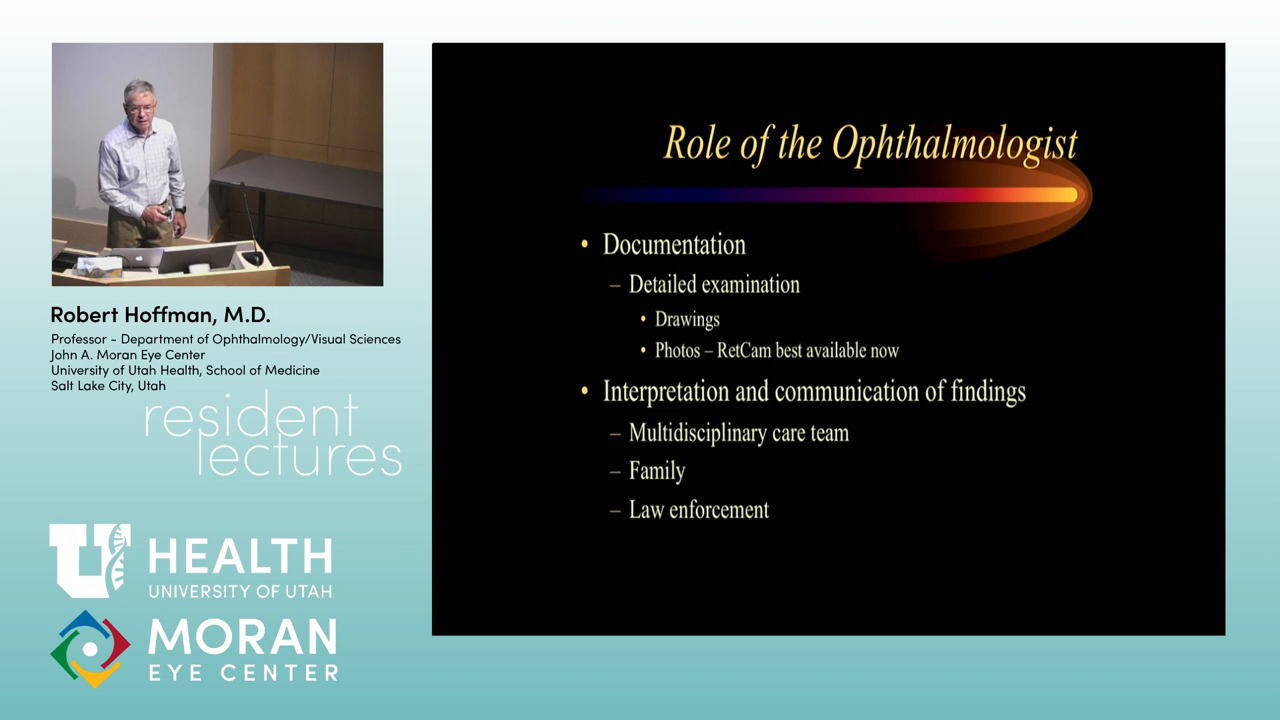 Robert Hoffman, M.D.
Professor - Department of Ophthalmology/Visual Sciences
John A. Moran Eye Center
University of Utah Health, School of Medicine
Salt Lake City, Utah
resident
lectures
U HEALTH
UNIVERSITY OF UTAH
MORAN
EYE CENTER
Role of the Ophthalmologist
• Documentation
– Detailed examination
• Drawings
• Photos – RetCam best available now
• Interpretation and communication of findings
– Multidisciplinary care team
– Family
– Law enforcement